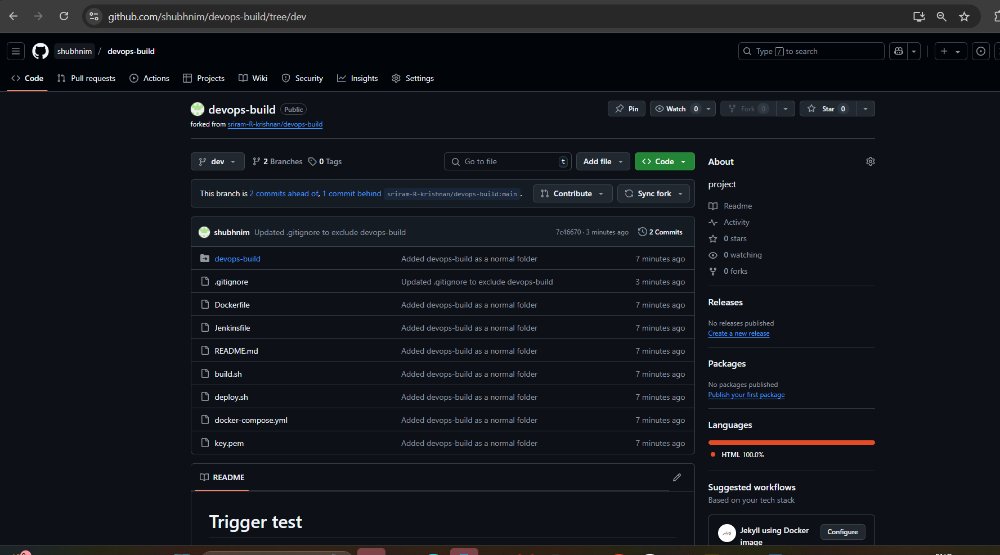 github.com/shubhnim/devops-build/tree/dev
shubhnim / devops-build
Type / to search
Code Pull requests Actions Projects Wiki Security Insights Settings
devops-build Public
Pin Watch 0 Fork 0 Star 0
forked from sriram-R-krishnan/devops-build
dev 2 Branches 0 Tags
Go to file t Add file Code
This branch is 2 commits ahead of, 1 commit behind sriram-R-krishnan/devops-build:main .
Contribute Sync fork
shubhnim Updated .gitignore to exclude devops-build 7c46670 · 3 minutes ago 2 Commits
devops-build Added devops-build as a normal folder 7 minutes ago
.gitignore Updated .gitignore to exclude devops-build 3 minutes ago
Dockerfile Added devops-build as a normal folder 7 minutes ago
Jenkinsfile Added devops-build as a normal folder 7 minutes ago
README.md Added devops-build as a normal folder 7 minutes ago
build.sh Added devops-build as a normal folder 7 minutes ago
deploy.sh Added devops-build as a normal folder 7 minutes ago
docker-compose.yml Added devops-build as a normal folder 7 minutes ago
key.pem Added devops-build as a normal folder 7 minutes ago
README
Trigger test
About
project
Readme
Activity
0 stars
0 watching
0 forks
Releases
No releases published
Create a new release
Packages
No packages published
Publish your first package
Languages
HTML 100.0%
Suggested workflows
Based on your tech stack
Jekyll using Docker
image
Configure